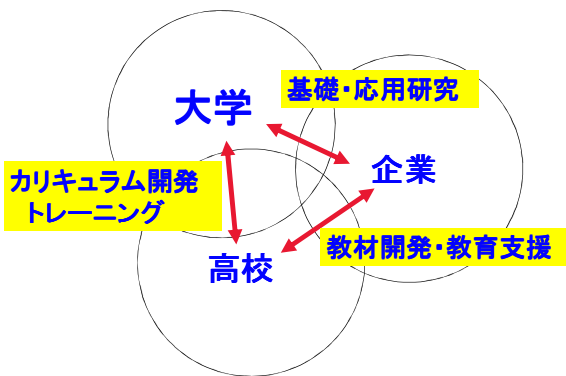 大学
基礎・応用研究
企業
カリキュラム開発
トレーニング
教材開発・教育支援
高校